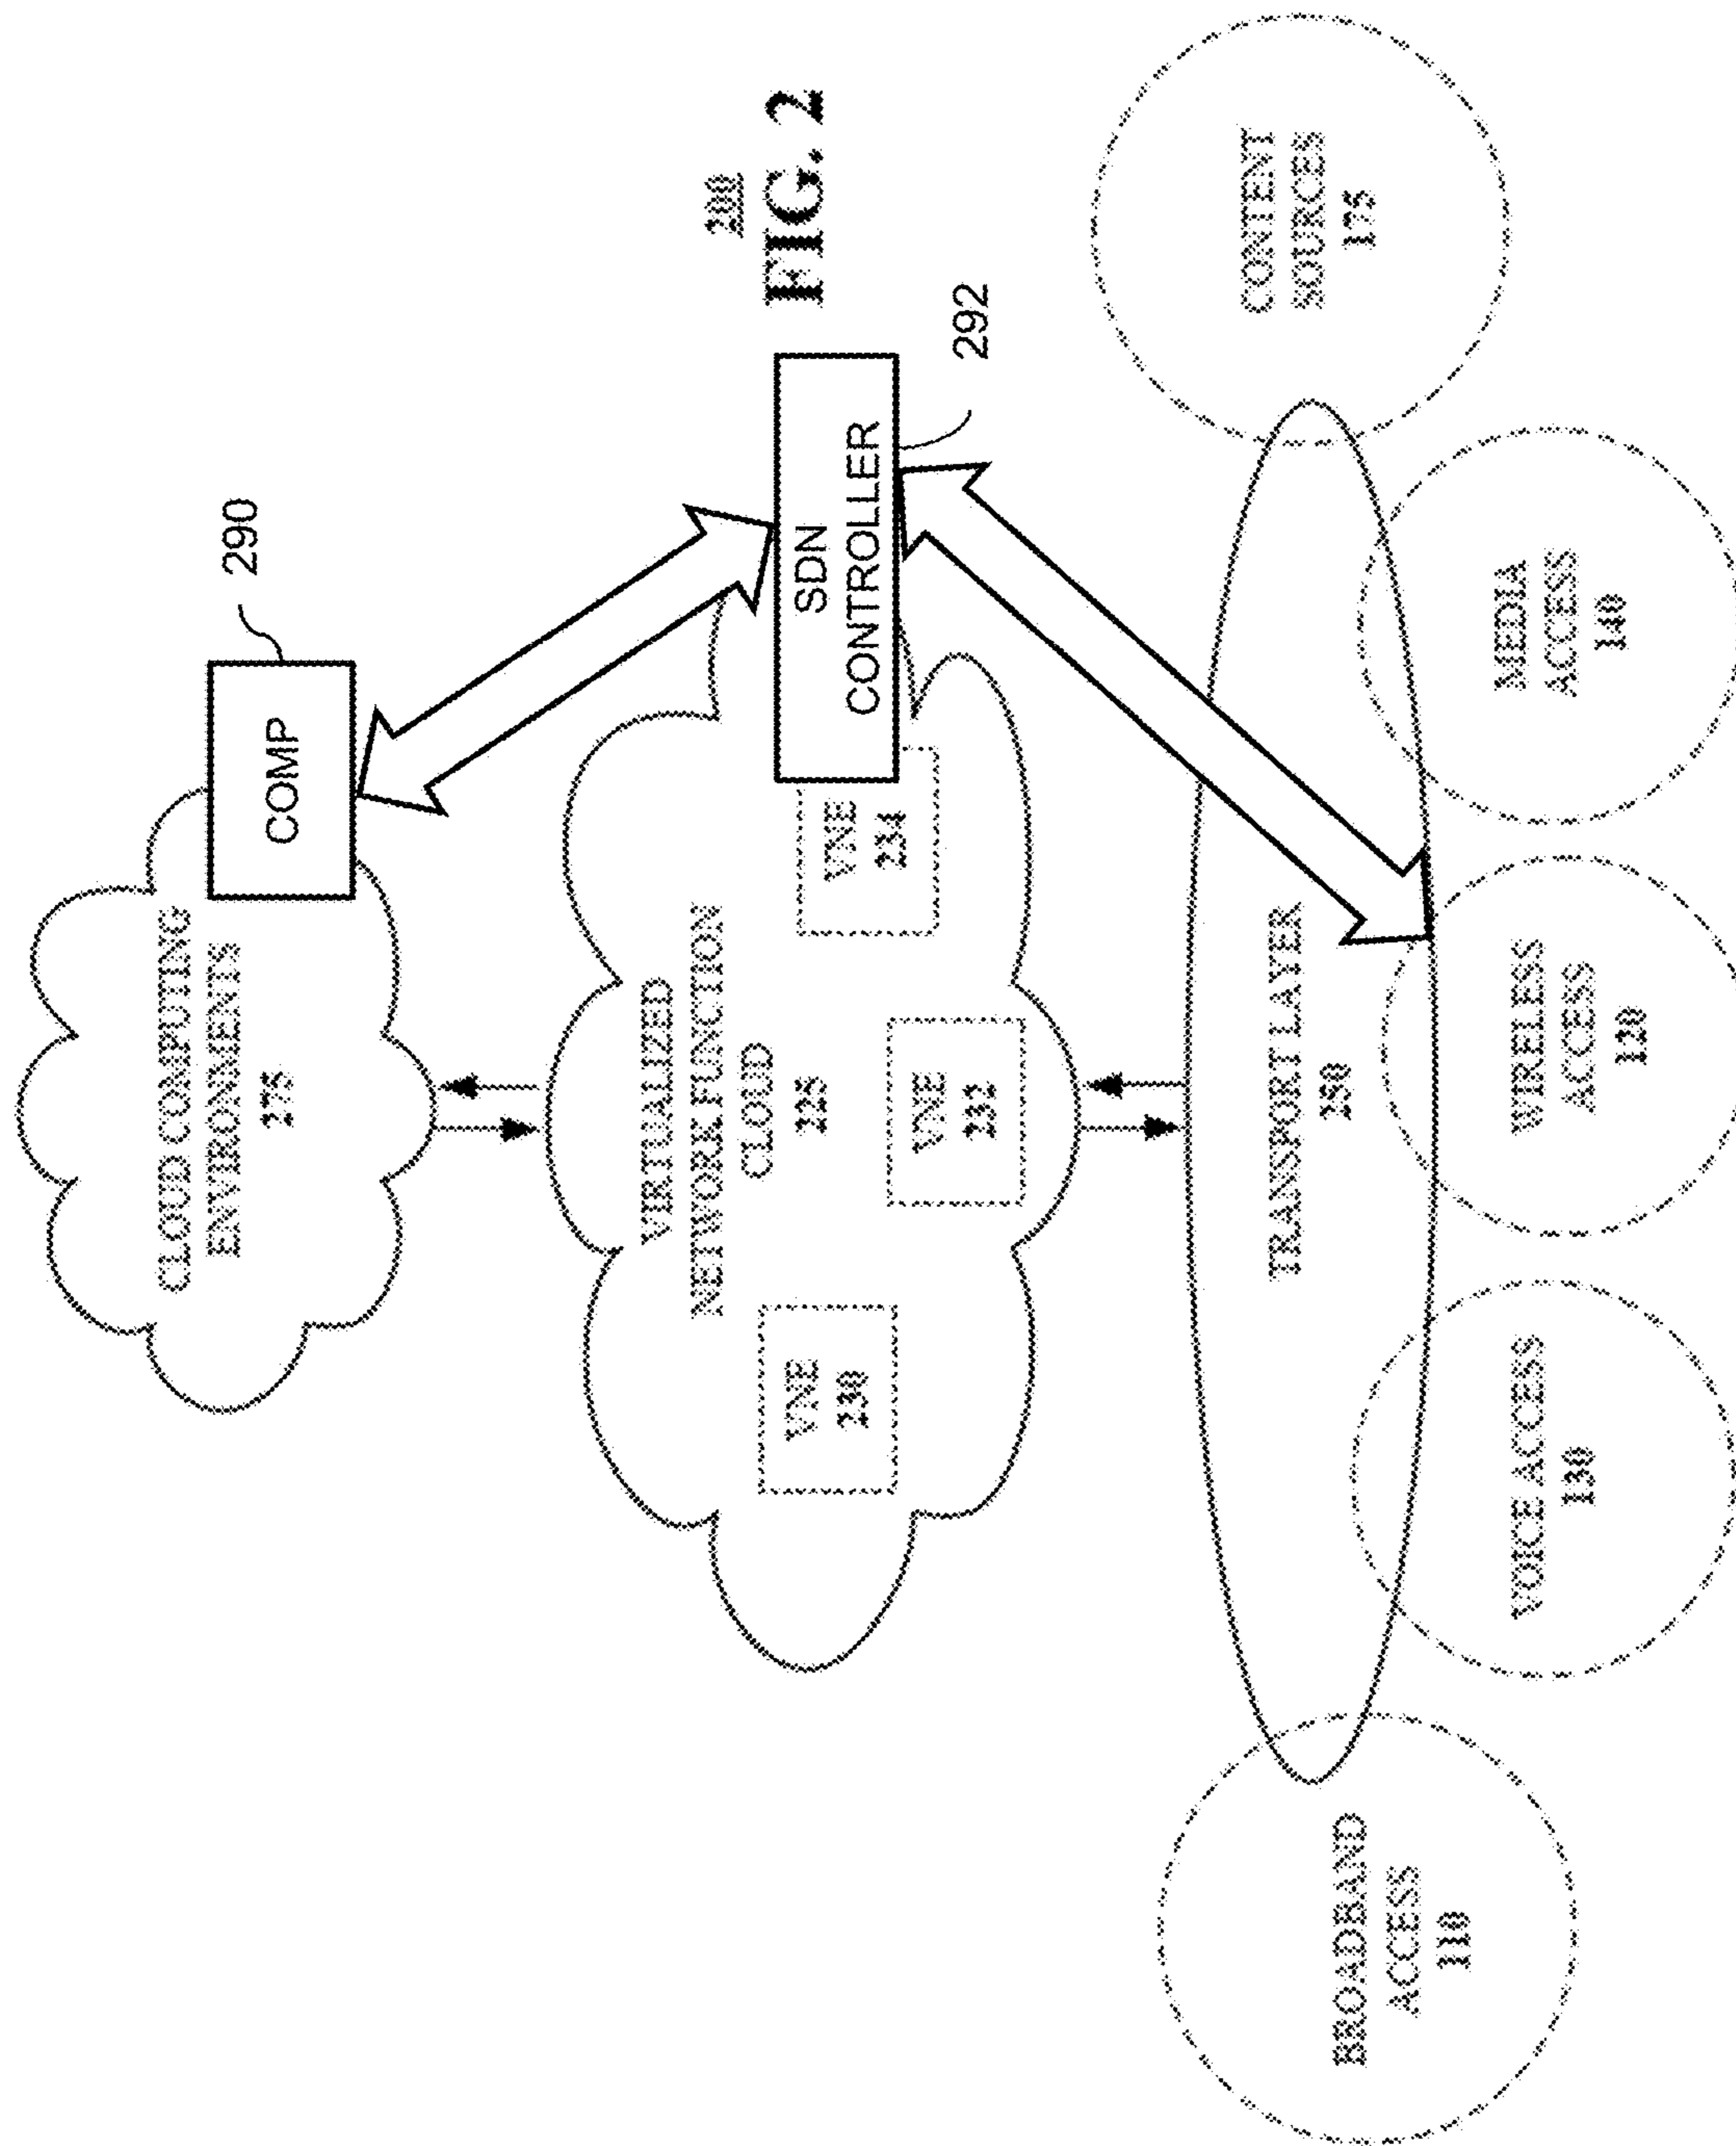 CLOUD COMPUTING
ENVIRONMENTS
275
COMP
290
VIRTUALIZED
NETWORK FUNCTION
CLOUD
225
VNE
230
VNE
232
VNE
234
SDN
CONTROLLER
292
200
FIG. 2
TRANSPORT LAYER
250
BROADBAND
ACCESS
110
VOICE ACCESS
130
WIRELESS
ACCESS
120
MEDIA
ACCESS
140
CONTENT
SOURCES
175